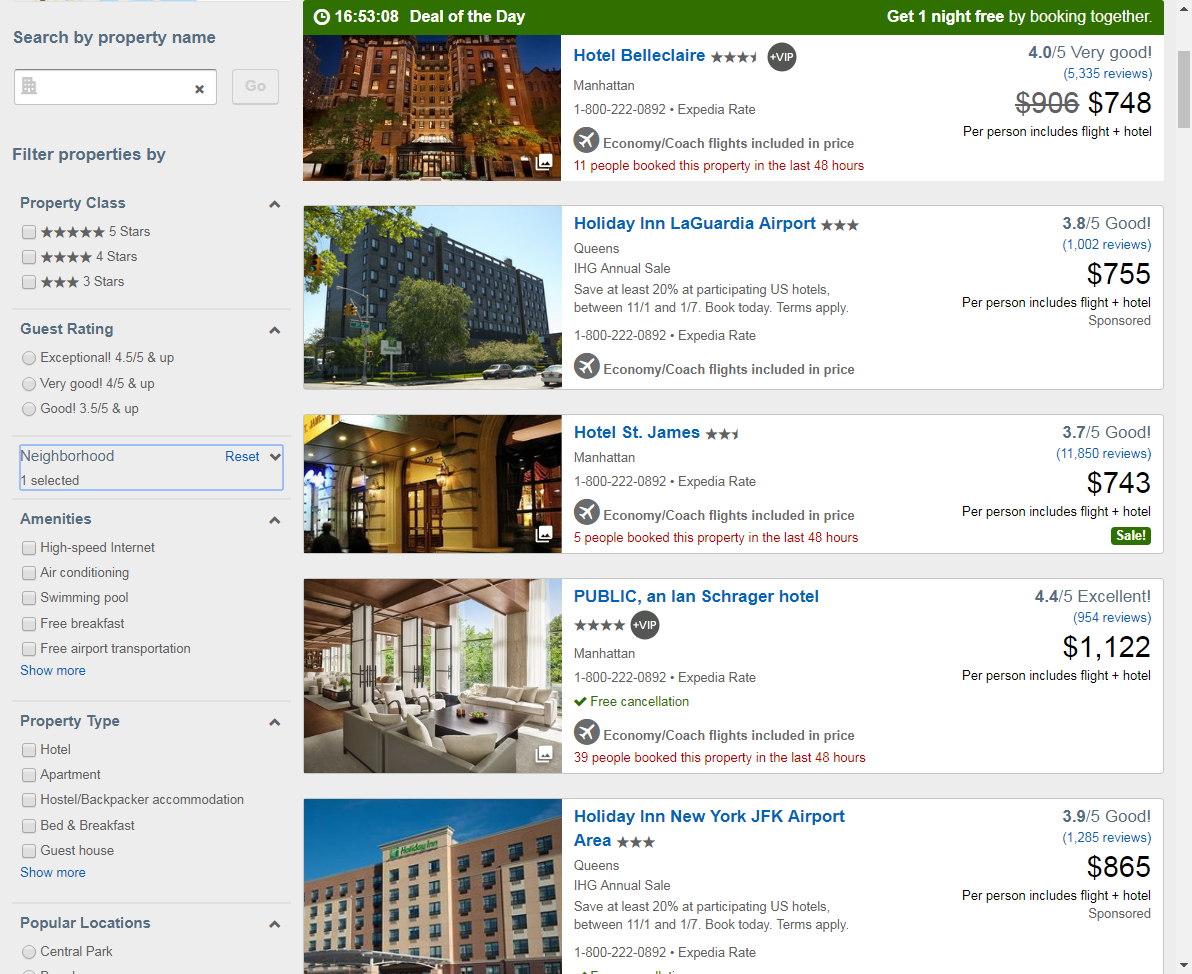 Search by property name
Go
Filter properties by
Property Class
5 Stars
4 Stars
3 Stars
Guest Rating
Exceptional! 4.5/5 & up
Very good! 4/5 & up
Good! 3.5/5 & up
Neighborhood Reset
1 selected
Amenities
High-speed Internet
Air conditioning
Swimming pool
Free breakfast
Free airport transportation
Show more
Property Type
Hotel
Apartment
Hostel/Backpacker accommodation
Bed & Breakfast
Guest house
Show more
Popular Locations
Central Park
16:53:08 Deal of the Day Get 1 night free by booking together.
Hotel Belleclaire +VIP
Manhattan
1-800-222-0892 • Expedia Rate
Economy/Coach flights included in price
11 people booked this property in the last 48 hours
4.0/5 Very good!
(5,335 reviews)
$906 $748
Per person includes flight + hotel
Holiday Inn LaGuardia Airport
Queens
IHG Annual Sale
Save at least 20% at participating US hotels,
between 11/1 and 1/7. Book today. Terms apply.
1-800-222-0892 • Expedia Rate
Economy/Coach flights included in price
3.8/5 Good!
(1,002 reviews)
$755
Per person includes flight + hotel
Sponsored
Hotel St. James
Manhattan
1-800-222-0892 • Expedia Rate
Economy/Coach flights included in price
5 people booked this property in the last 48 hours
3.7/5 Good!
(11,850 reviews)
$743
Per person includes flight + hotel
Sale!
PUBLIC, an Ian Schrager hotel
+VIP
Manhattan
1-800-222-0892 • Expedia Rate
Free cancellation
Economy/Coach flights included in price
39 people booked this property in the last 48 hours
4.4/5 Excellent!
(954 reviews)
$1,122
Per person includes flight + hotel
Holiday Inn
Holiday Inn New York JFK Airport
Area
Queens
IHG Annual Sale
Save at least 20% at participating US hotels,
between 11/1 and 1/7. Book today. Terms apply.
1-800-222-0892 • Expedia Rate
3.9/5 Good!
(1,285 reviews)
$865
Per person includes flight + hotel
Sponsored